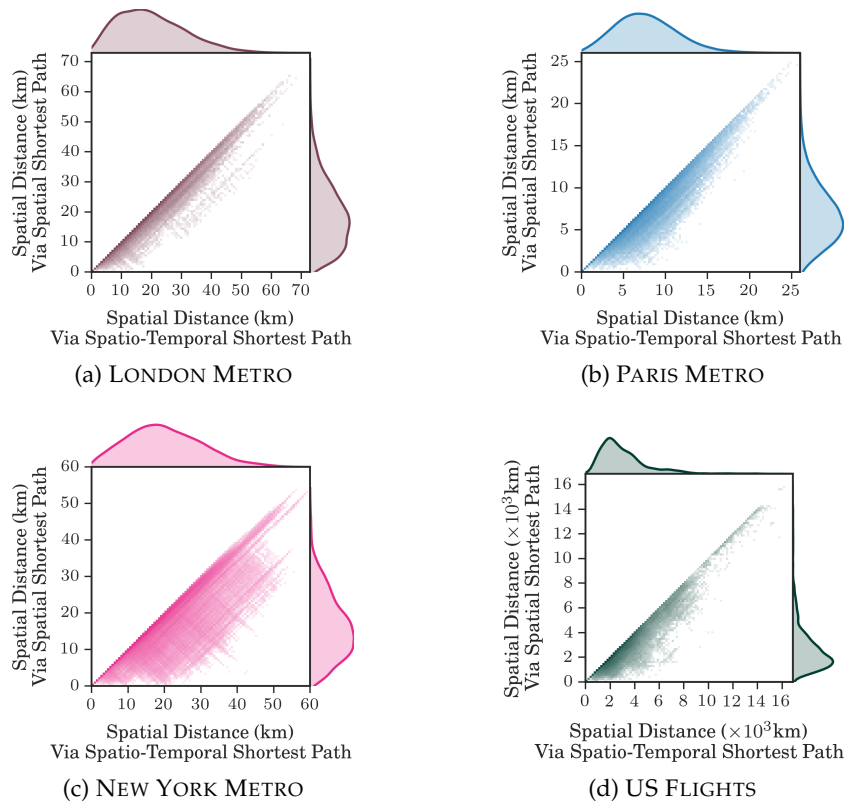 Spatial Distance (km)
Via Spatial Shortest Path
70
60
50
40
30
20
10
0
0 10 20 30 40 50 60 70
Spatial Distance (km)
Via Spatio-Temporal Shortest Path
(a) LONDON METRO
Spatial Distance (km)
Via Spatial Shortest Path
25
20
15
10
5
0
0 5 10 15 20 25
Spatial Distance (km)
Via Spatio-Temporal Shortest Path
(b) PARIS METRO
Spatial Distance (km)
Via Spatial Shortest Path
60
50
40
30
20
10
0
0 10 20 30 40 50 60
Spatial Distance (km)
Via Spatio-Temporal Shortest Path
(c) NEW YORK METRO
Spatial Distance (×10³km)
Via Spatial Shortest Path
16
14
12
10
8
6
4
2
0
0 2 4 6 8 10 12 14 16
Spatial Distance (×10³km)
Via Spatio-Temporal Shortest Path
(d) US FLIGHTS